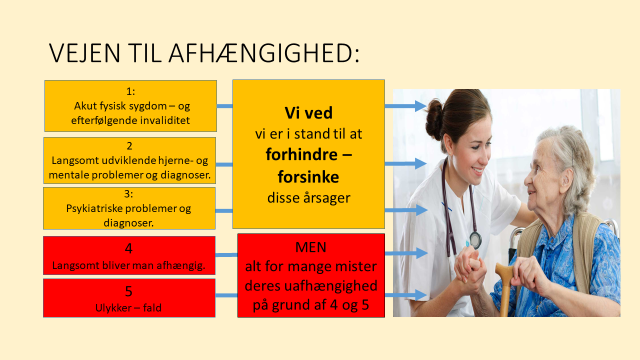 VEJEN TIL AFHÆNGIGHED:
1:
Akut fysisk sygdom – og
efterfølgende invaliditet
2
Langsomt udviklende hjerne- og
mentale problemer og diagnoser.
3:
Psykiatriske problemer og
diagnoser.
4
Langsomt bliver man afhængig.
5
Ulykker – fald
Vi ved
vi er i stand til at
forhindre –
forsinke
disse årsager
MEN
alt for mange mister
deres uafhængighed
på grund af 4 og 5